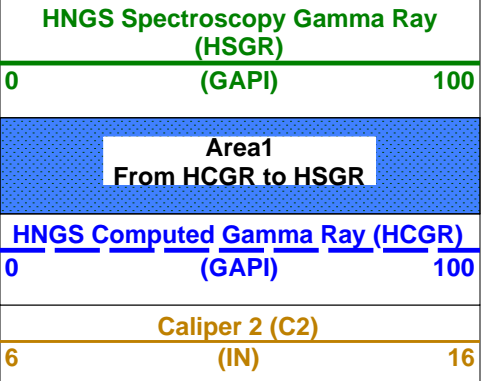 HNGS Spectroscopy Gamma Ray
(HSGR)
0 (GAPI) 100
Area1
From HCGR to HSGR
HNGS Computed Gamma Ray (HCGR)
0 (GAPI) 100
Caliper 2 (C2)
6 (IN) 16